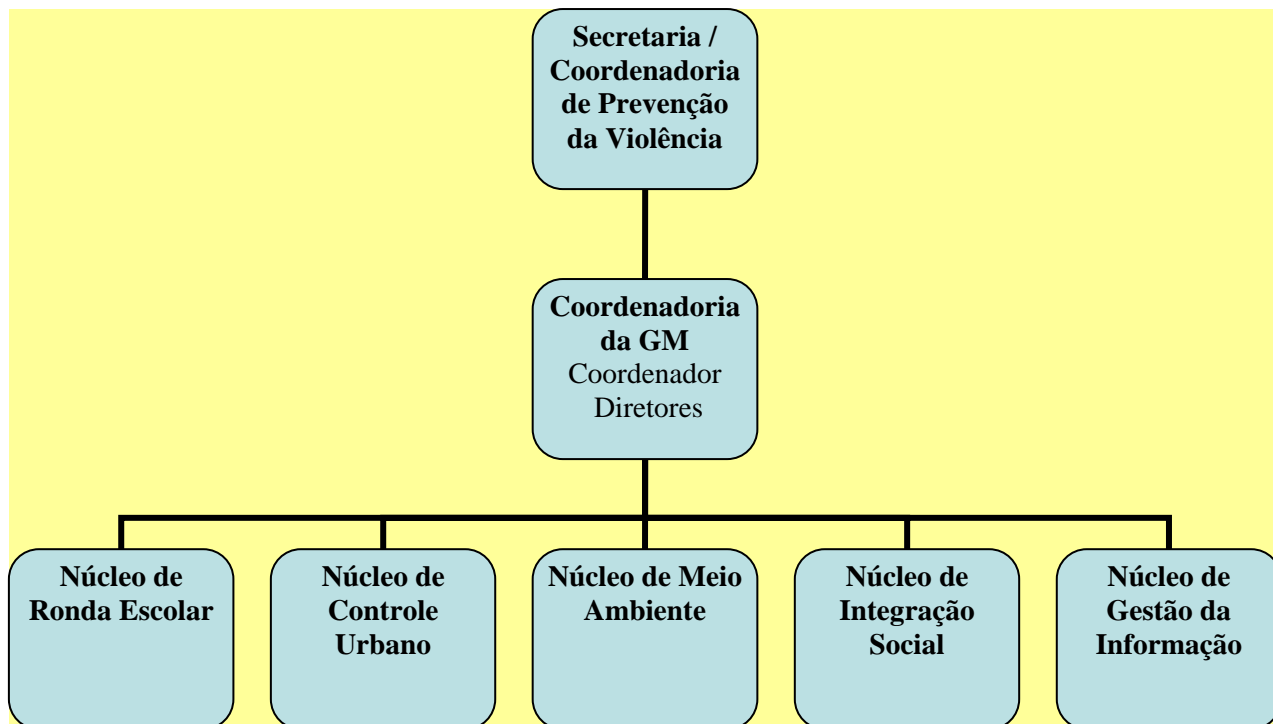 Secretaria /
Coordenadoria
de Prevenção
da Violência
Coordenadoria
da GM
Coordenador
Diretores
Núcleo de
Ronda Escolar
Núcleo de
Controle
Urbano
Núcleo de Meio
Ambiente
Núcleo de
Integração
Social
Núcleo de
Gestão da
Informação